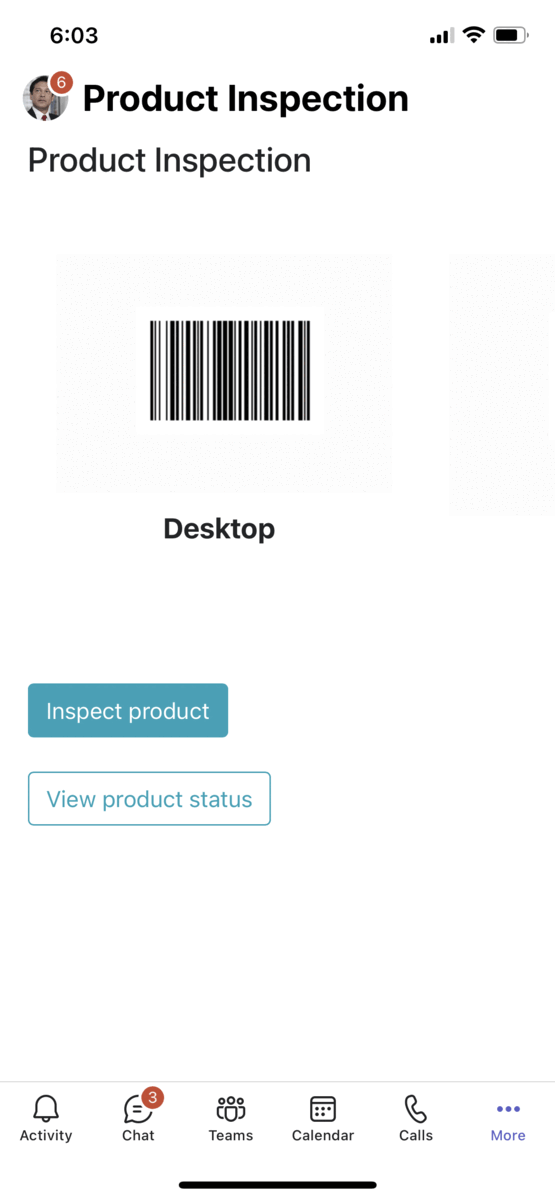 6:03
6
Product Inspection
Product Inspection
Desktop
Inspect product
View product status
3
Activity
Chat
Teams
Calendar
Calls
More